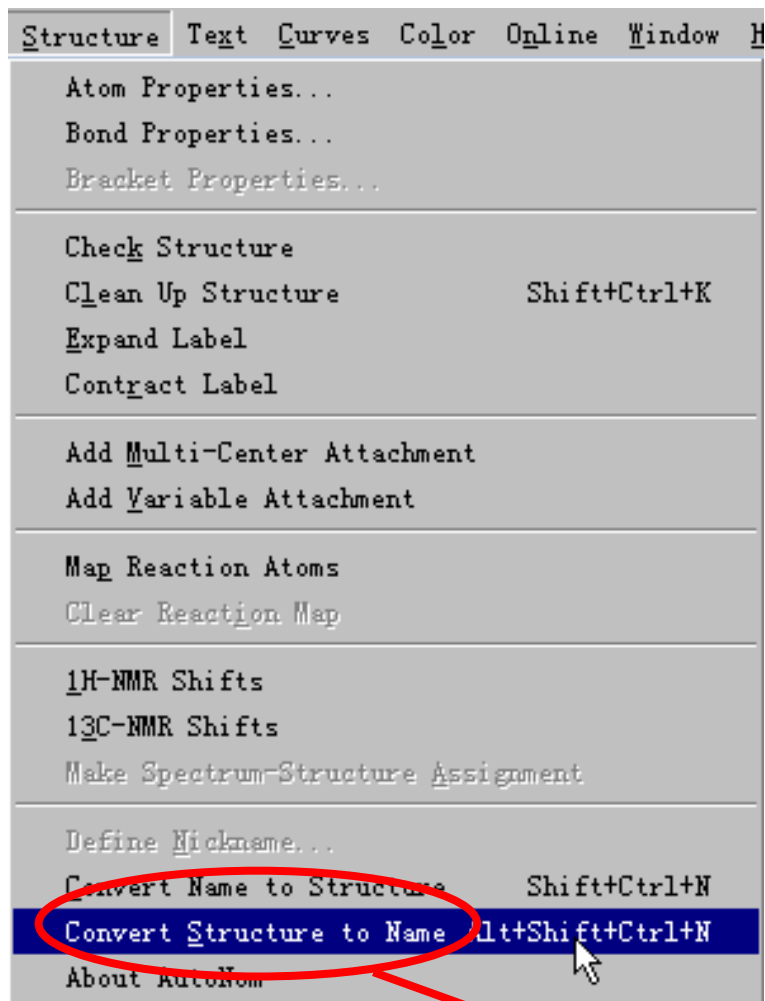 Structure Text Curves Color Online Window H
Atom Properties...
Bond Properties...
Bracket Properties...
Check Structure
Clean Up Structure Shift+Ctrl+K
Expand Label
Contract Label
Add Multi-Center Attachment
Add Variable Attachment
Map Reaction Atoms
Clear Reaction Map
1H-NMR Shifts
13C-NMR Shifts
Make Spectrum-Structure Assignment
Define Nickname...
Convert Name to Structure Shift+Ctrl+N
Convert Structure to Name Alt+Shift+Ctrl+N
About AutoNom